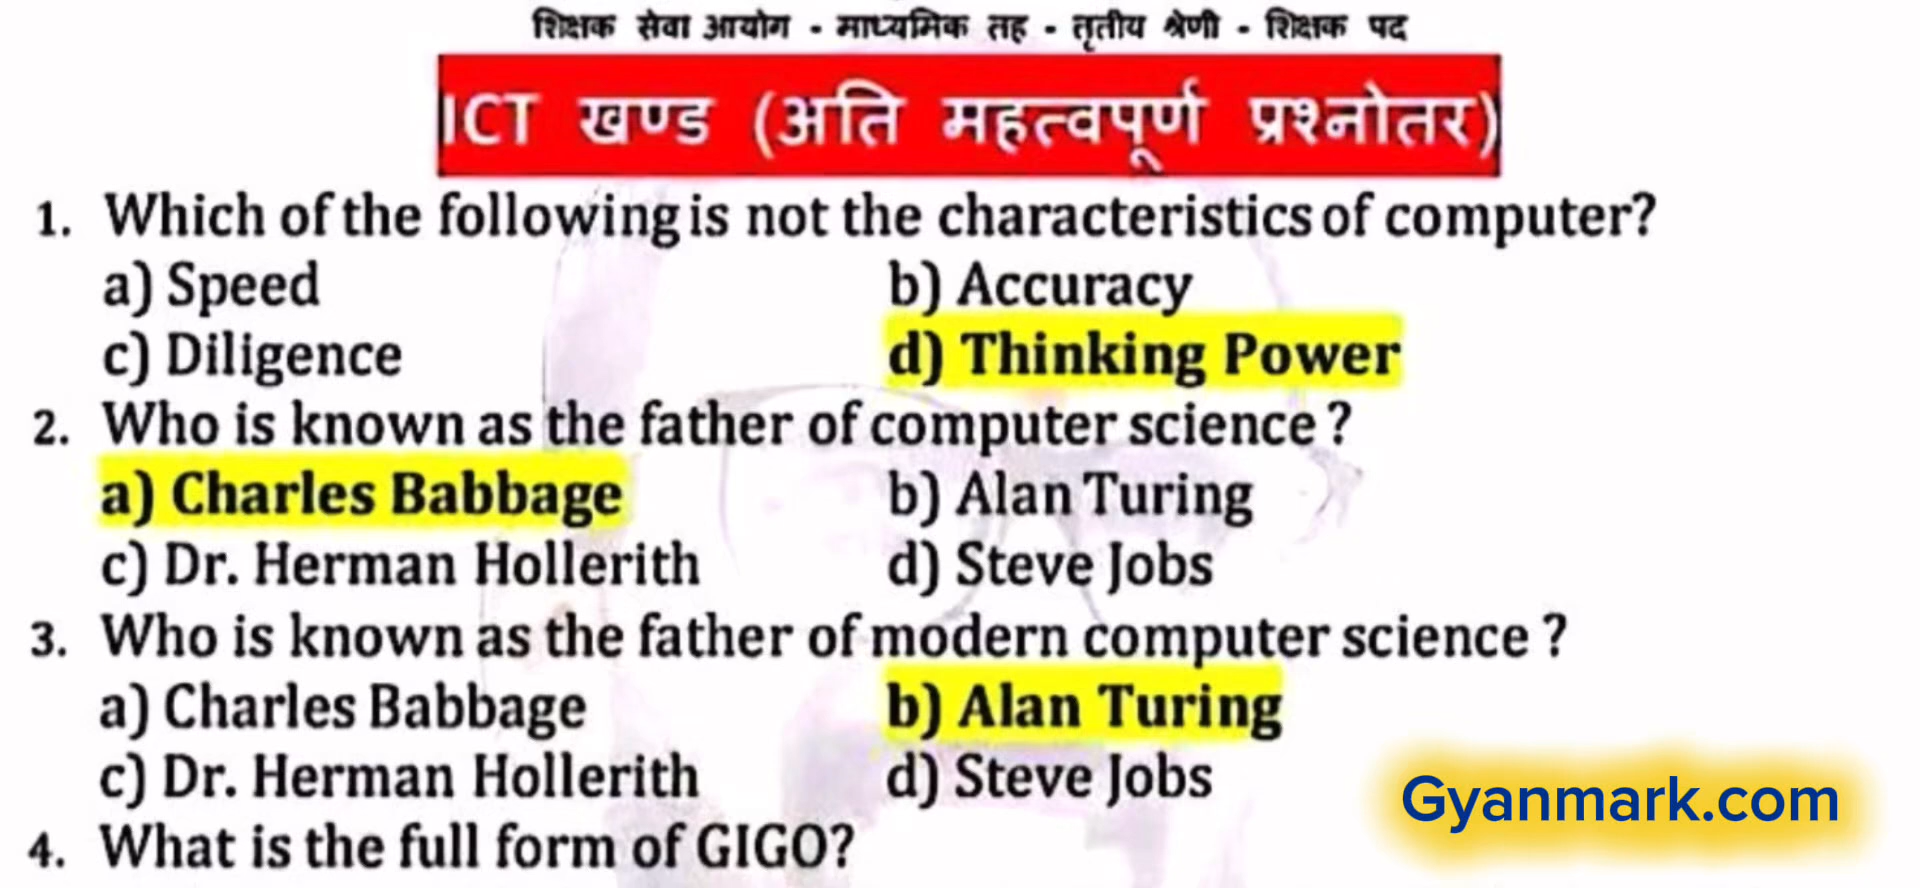 शिक्षक सेवा आयोग - माध्यमिक तह - तृतीय श्रेणी - शिक्षक पद
ICT खण्ड (अति महत्वपूर्ण प्रश्नोतर)
1. Which of the following is not the characteristics of computer?
a) Speed b) Accuracy
c) Diligence d) Thinking Power
2. Who is known as the father of computer science ?
a) Charles Babbage b) Alan Turing
c) Dr. Herman Hollerith d) Steve Jobs
3. Who is known as the father of modern computer science ?
a) Charles Babbage b) Alan Turing
c) Dr. Herman Hollerith d) Steve Jobs
Gyanmark.com
4. What is the full form of GIGO?